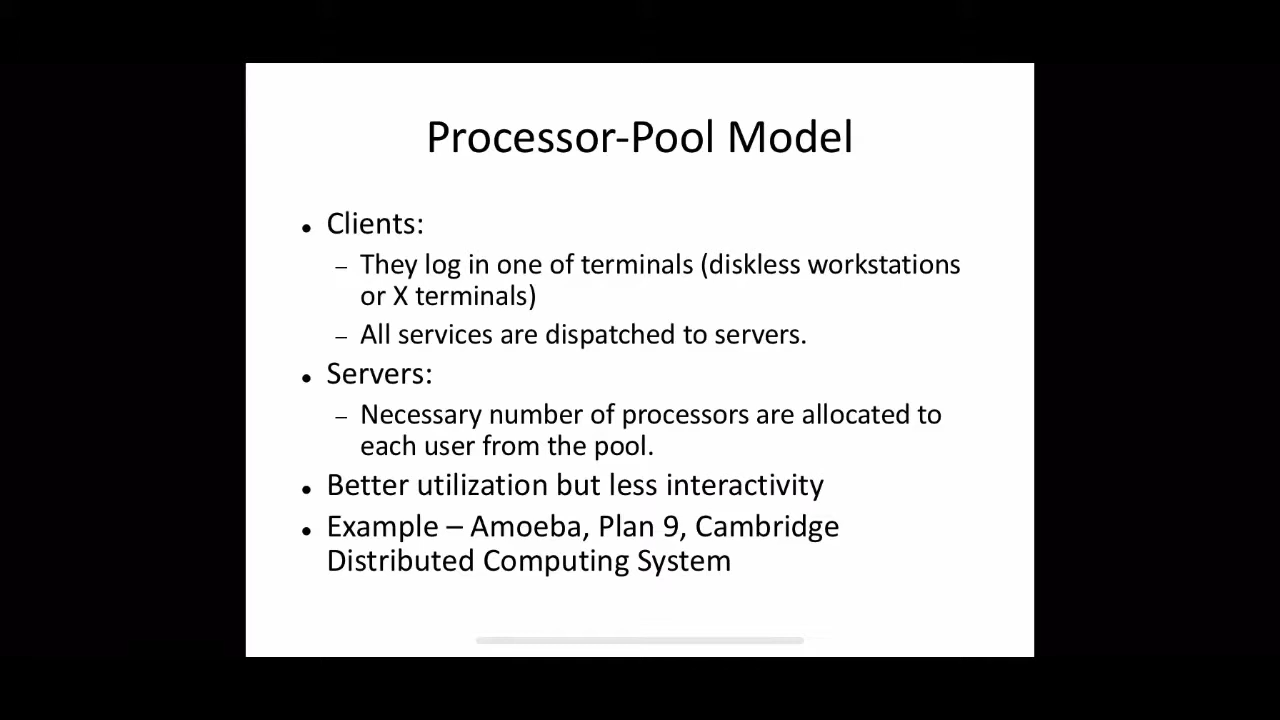 Processor-Pool Model
• Clients:
– They log in one of terminals (diskless workstations
or X terminals)
– All services are dispatched to servers.
• Servers:
– Necessary number of processors are allocated to
each user from the pool.
• Better utilization but less interactivity
• Example – Amoeba, Plan 9, Cambridge
Distributed Computing System